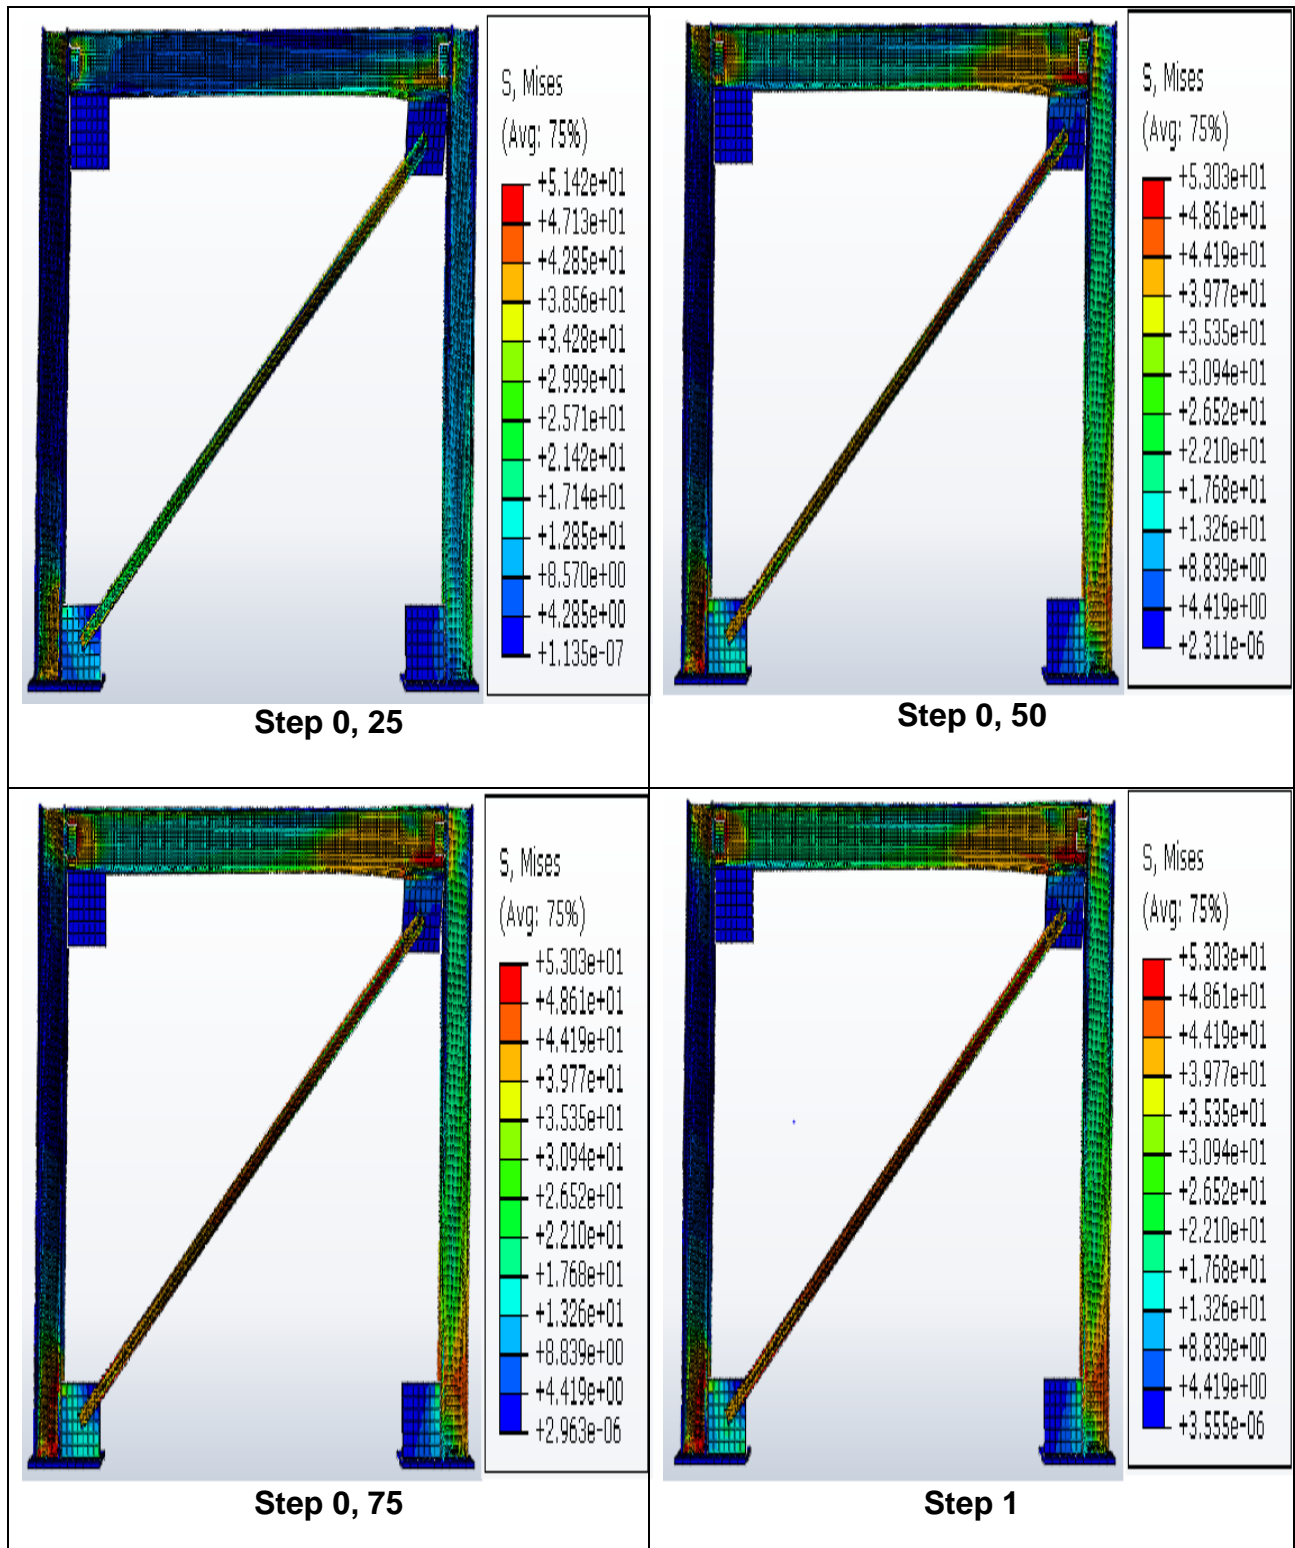 S, Mises
(Avg: 75%)
+5.142e+01
+4.713e+01
+4.285e+01
+3.856e+01
+3.428e+01
+2.999e+01
+2.571e+01
+2.142e+01
+1.714e+01
+1.285e+01
+8.570e+00
+4.285e+00
+1.135e-07
Step 0, 25
S, Mises
(Avg: 75%)
+5.303e+01
+4.861e+01
+4.419e+01
+3.977e+01
+3.535e+01
+3.094e+01
+2.652e+01
+2.210e+01
+1.768e+01
+1.326e+01
+8.839e+00
+4.419e+00
+2.311e-06
Step 0, 50
S, Mises
(Avg: 75%)
+5.303e+01
+4.861e+01
+4.419e+01
+3.977e+01
+3.535e+01
+3.094e+01
+2.652e+01
+2.210e+01
+1.768e+01
+1.326e+01
+8.839e+00
+4.419e+00
+2.963e-06
Step 0, 75
S, Mises
(Avg: 75%)
+5.303e+01
+4.861e+01
+4.419e+01
+3.977e+01
+3.535e+01
+3.094e+01
+2.652e+01
+2.210e+01
+1.768e+01
+1.326e+01
+8.839e+00
+4.419e+00
+3.555e-06
Step 1